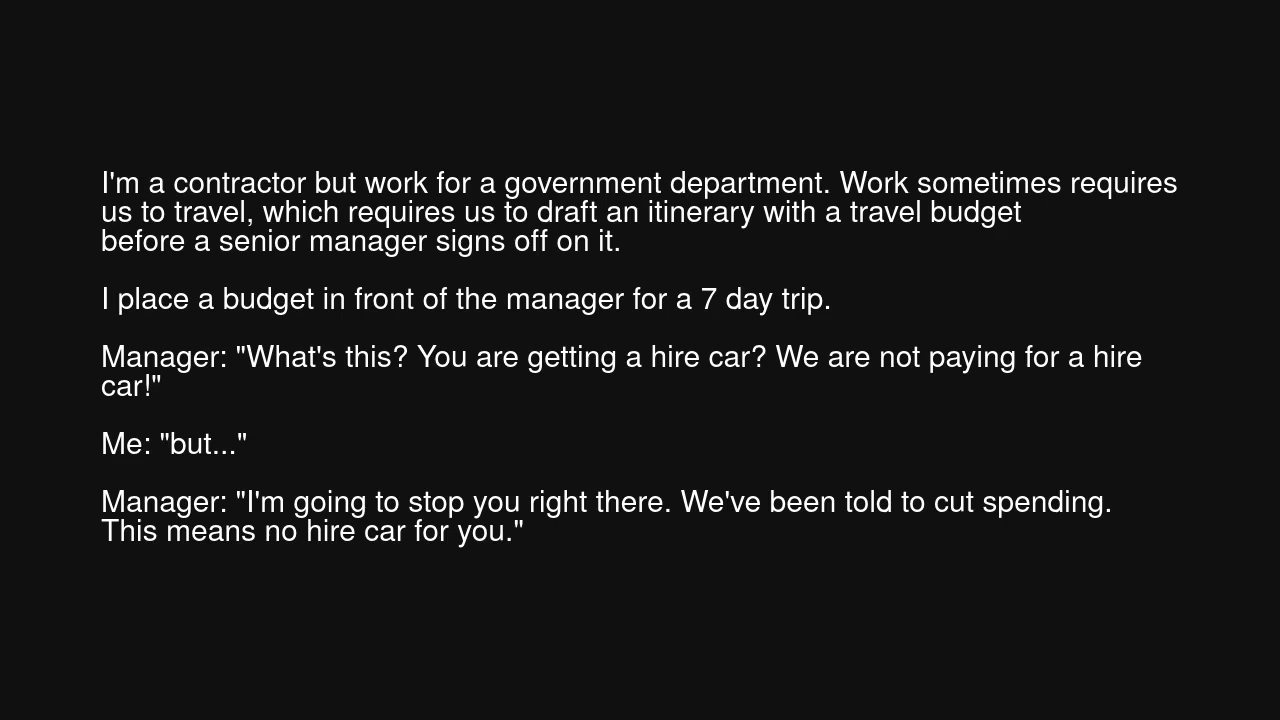 I'm a contractor but work for a government department. Work sometimes requires
us to travel, which requires us to draft an itinerary with a travel budget
before a senior manager signs off on it.
I place a budget in front of the manager for a 7 day trip.
Manager: "What's this? You are getting a hire car? We are not paying for a hire
car!"
Me: "but..."
Manager: "I'm going to stop you right there. We've been told to cut spending.
This means no hire car for you."